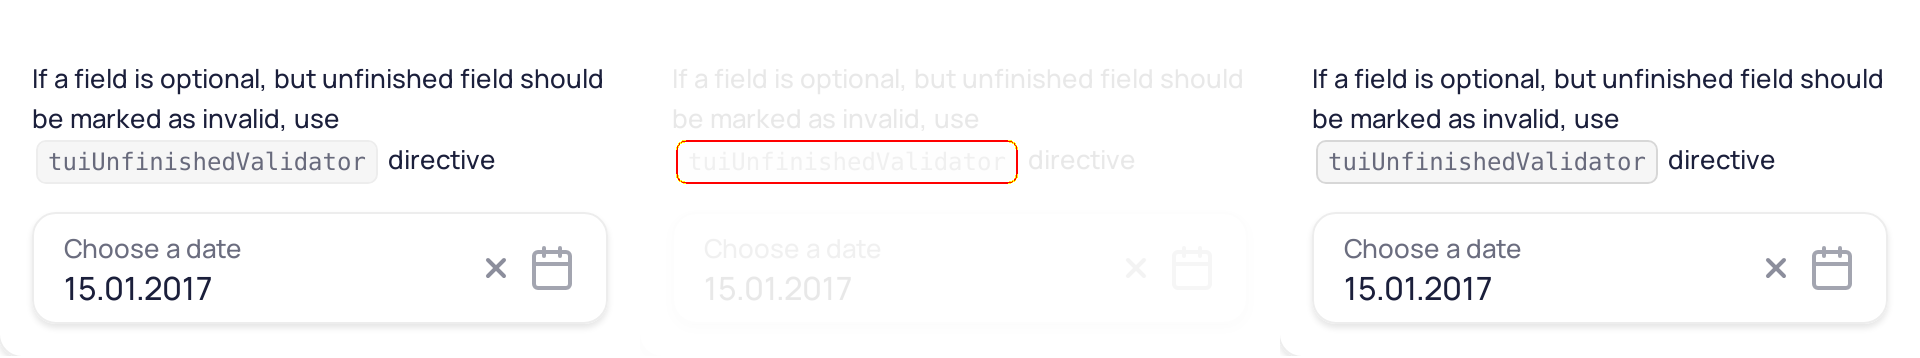 If a field is optional, but unfinished field should
be marked as invalid, use
tuiUnfinishedValidator directive
Choose a date
15.01.2017
If a field is optional, but unfinished field should
be marked as invalid, use
tuiUnfinishedValidator directive
Choose a date
15.01.2017
If a field is optional, but unfinished field should
be marked as invalid, use
tuiUnfinishedValidator directive
Choose a date
15.01.2017